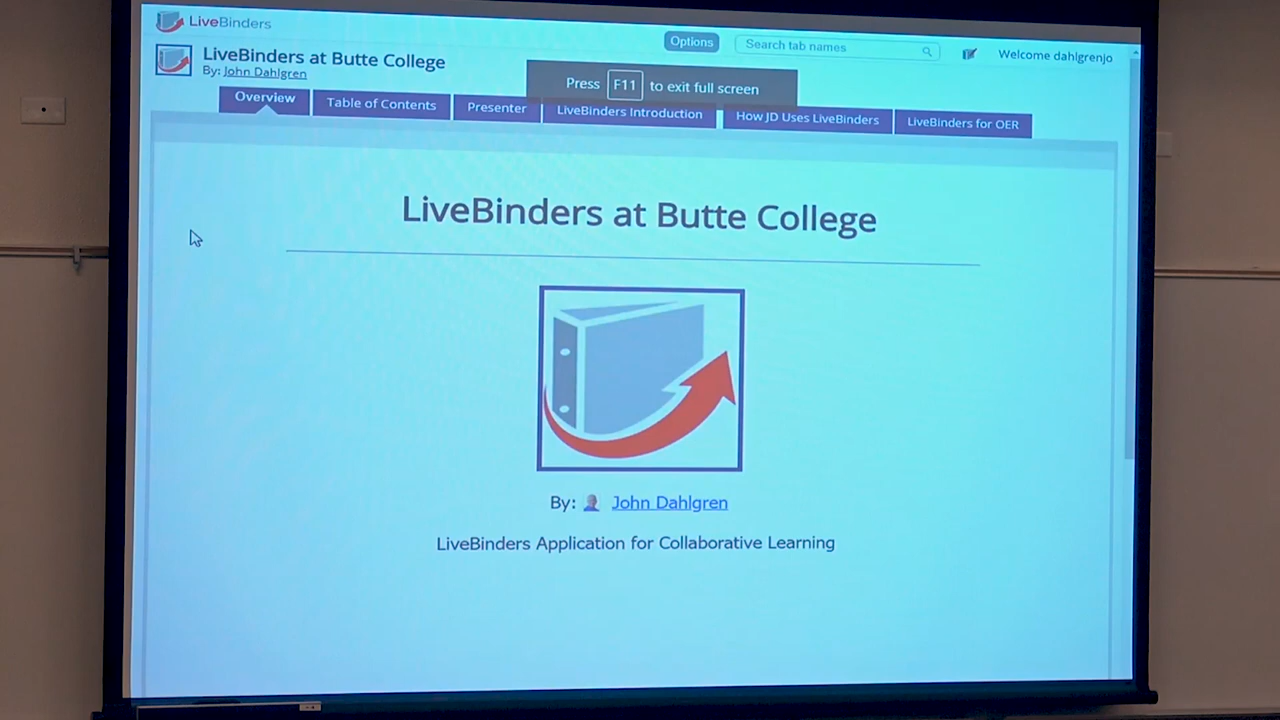 LiveBinders
Options
Search tab names
Welcome dahlgrenjo
LiveBinders at Butte College
By: John Dahlgren
Press F11 to exit full screen
Overview
Table of Contents
Presenter
LiveBinders Introduction
How JD Uses LiveBinders
LiveBinders for OER
LiveBinders at Butte College
By: John Dahlgren
LiveBinders Application for Collaborative Learning